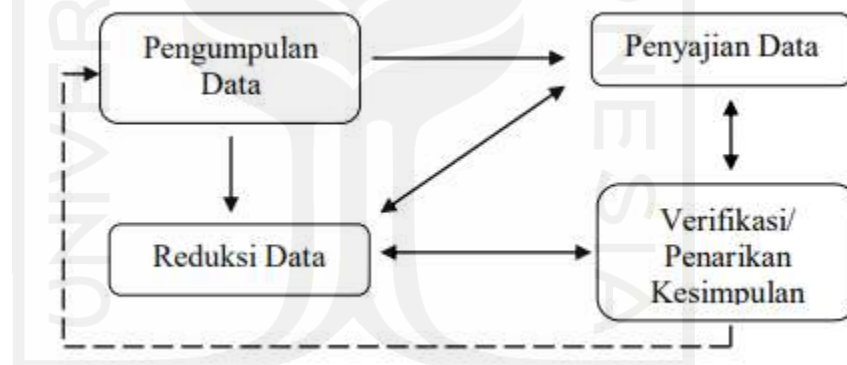 Pengumpulan
Data
Penyajian Data
Reduksi Data
Verifikasi/
Penarikan
Kesimpulan